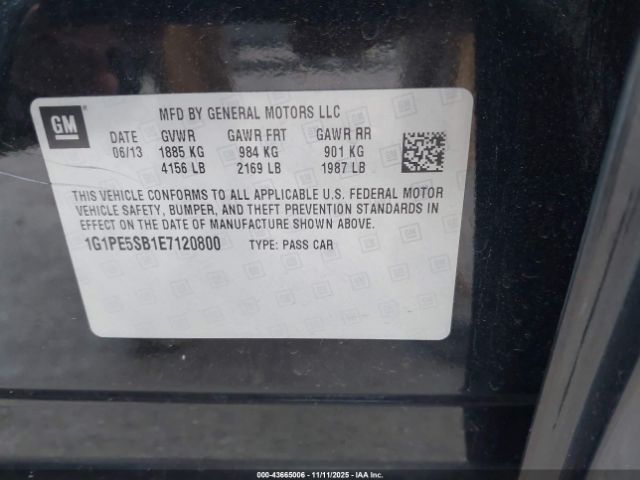 GM
MFD BY GENERAL MOTORS LLC
DATE GVWR GAWR FRT GAWR RR
06/13 1885 KG 984 KG 901 KG
4156 LB 2169 LB 1987 LB
THIS VEHICLE CONFORMS TO ALL APPLICABLE U.S. FEDERAL MOTOR
VEHICLE SAFETY, BUMPER, AND THEFT PREVENTION STANDARDS IN
EFFECT ON THE DATE OF MANUFACTURE SHOWN ABOVE.
1G1PE5SB1E7120800 TYPE: PASS CAR
000-43665006 - 11/11/2025 - IAAI.com